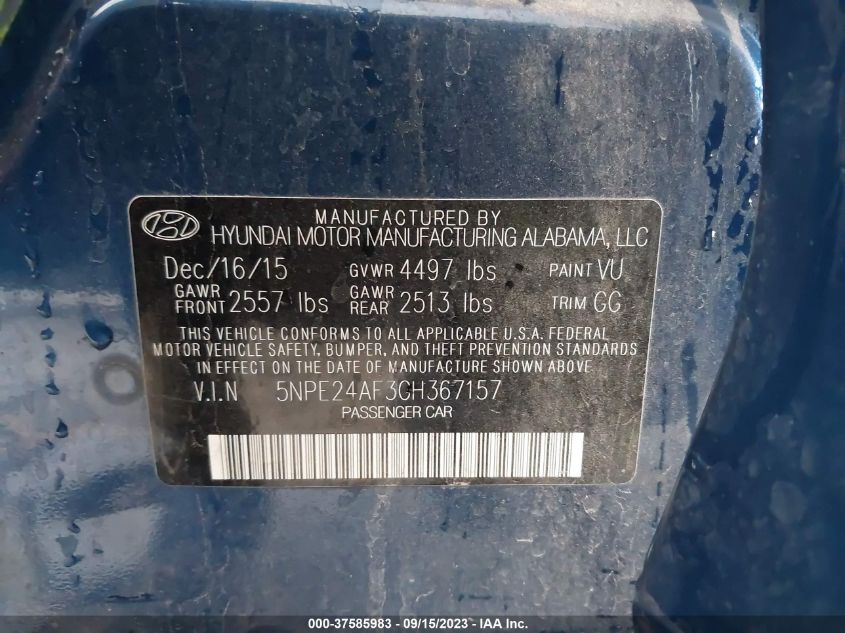 MANUFACTURED BY
HYUNDAI MOTOR MANUFACTURING ALABAMA, LLC
Dec/16/15 GVWR 4497 lbs PAINT VU
GAWR FRONT 2557 lbs GAWR REAR 2513 lbs TRIM GG
THIS VEHICLE CONFORMS TO ALL APPLICABLE U.S.A. FEDERAL
MOTOR VEHICLE SAFETY, BUMPER, AND THEFT PREVENTION STANDARDS
IN EFFECT ON THE DATE OF MANUFACTURE SHOWN ABOVE
V.I.N 5NPE24AF3GH367157
PASSENGER CAR
000-37585983 - 09/15/2023 - IAA, Inc.